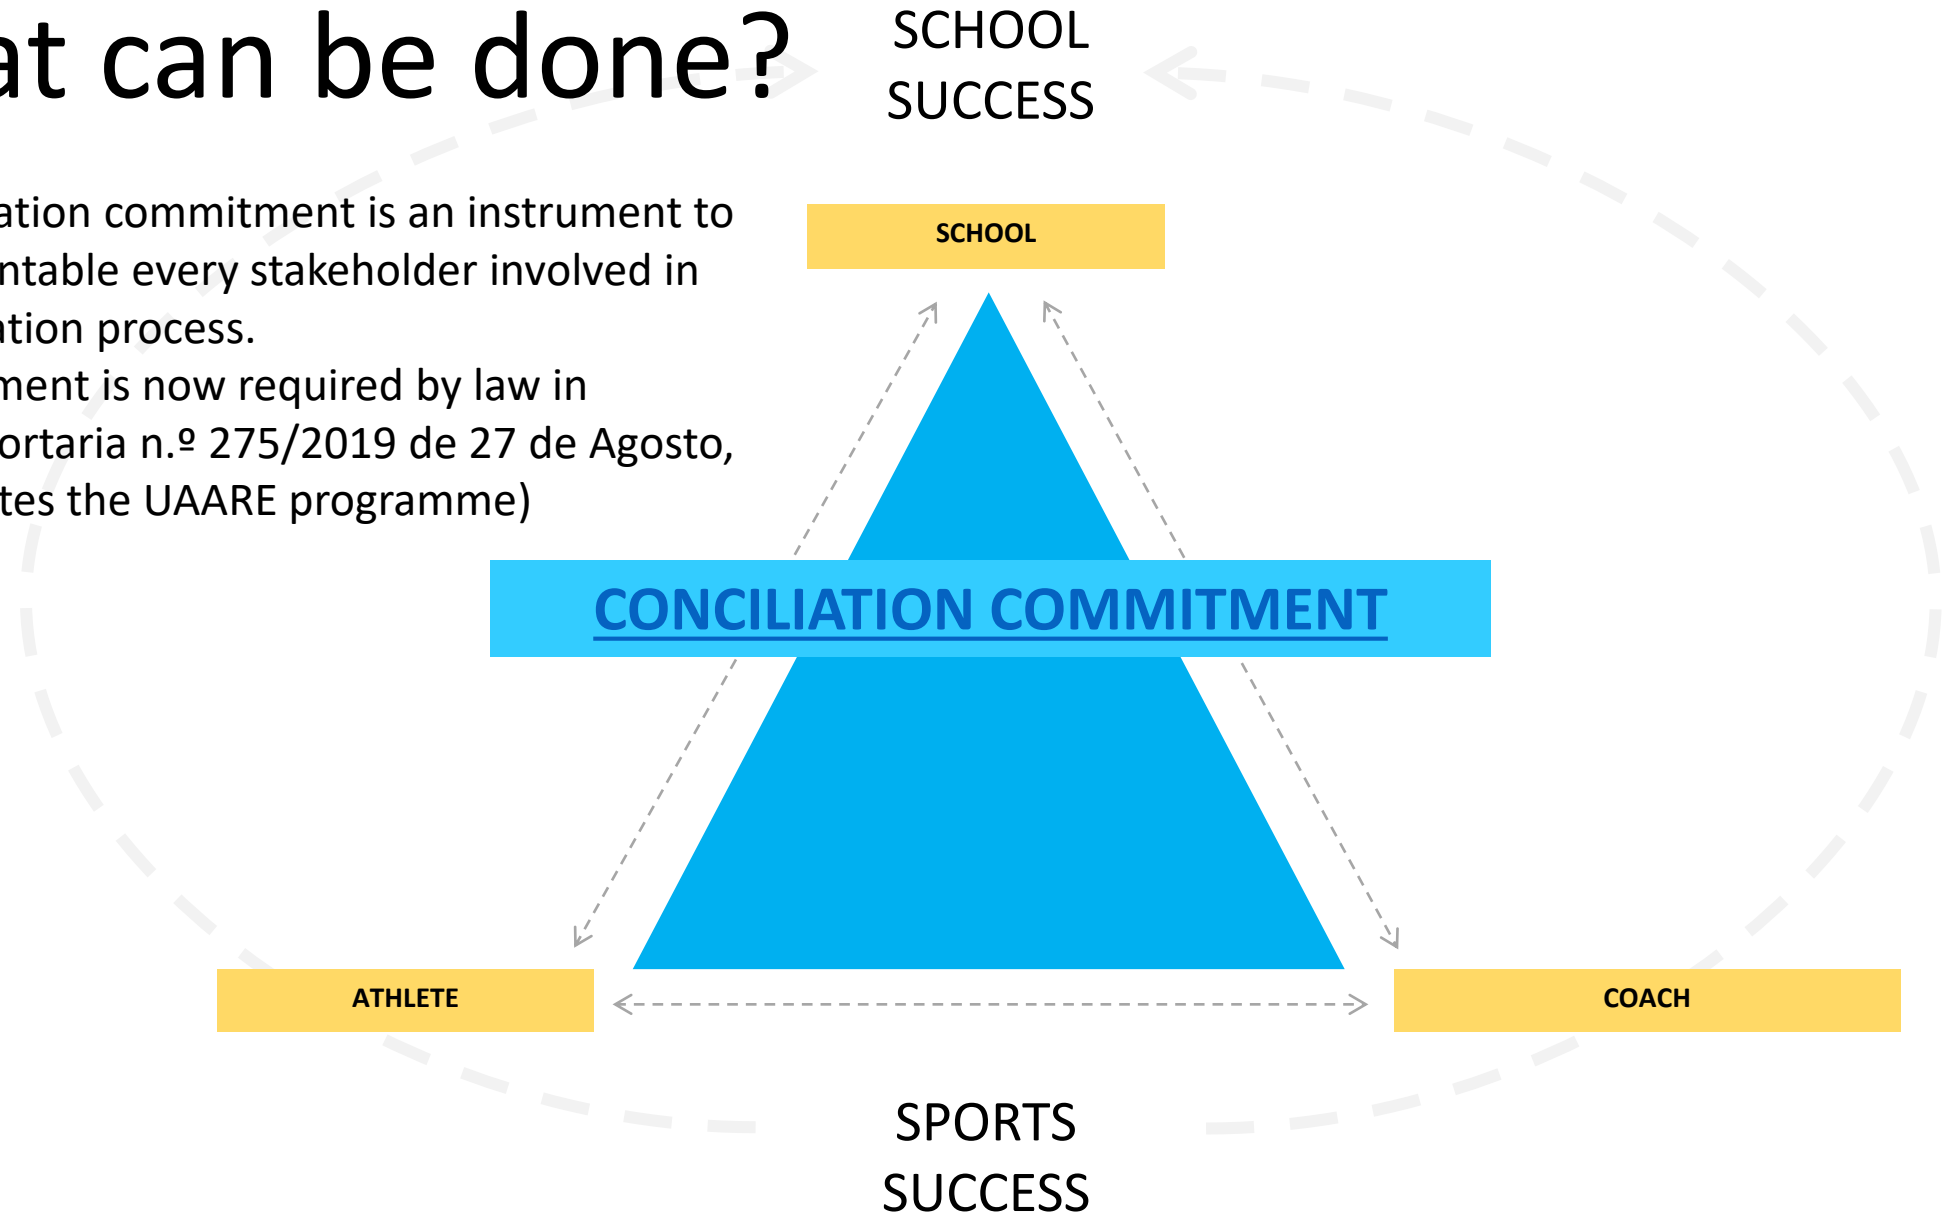 at can be done?
SCHOOL
SUCCESS
ation commitment is an instrument to
ntable every stakeholder involved in
ation process.
ment is now required by law in
ortaria n.º 275/2019 de 27 de Agosto,
tes the UAARE programme)
SCHOOL
CONCILIATION COMMITMENT
ATHLETE
COACH
SPORTS
SUCCESS